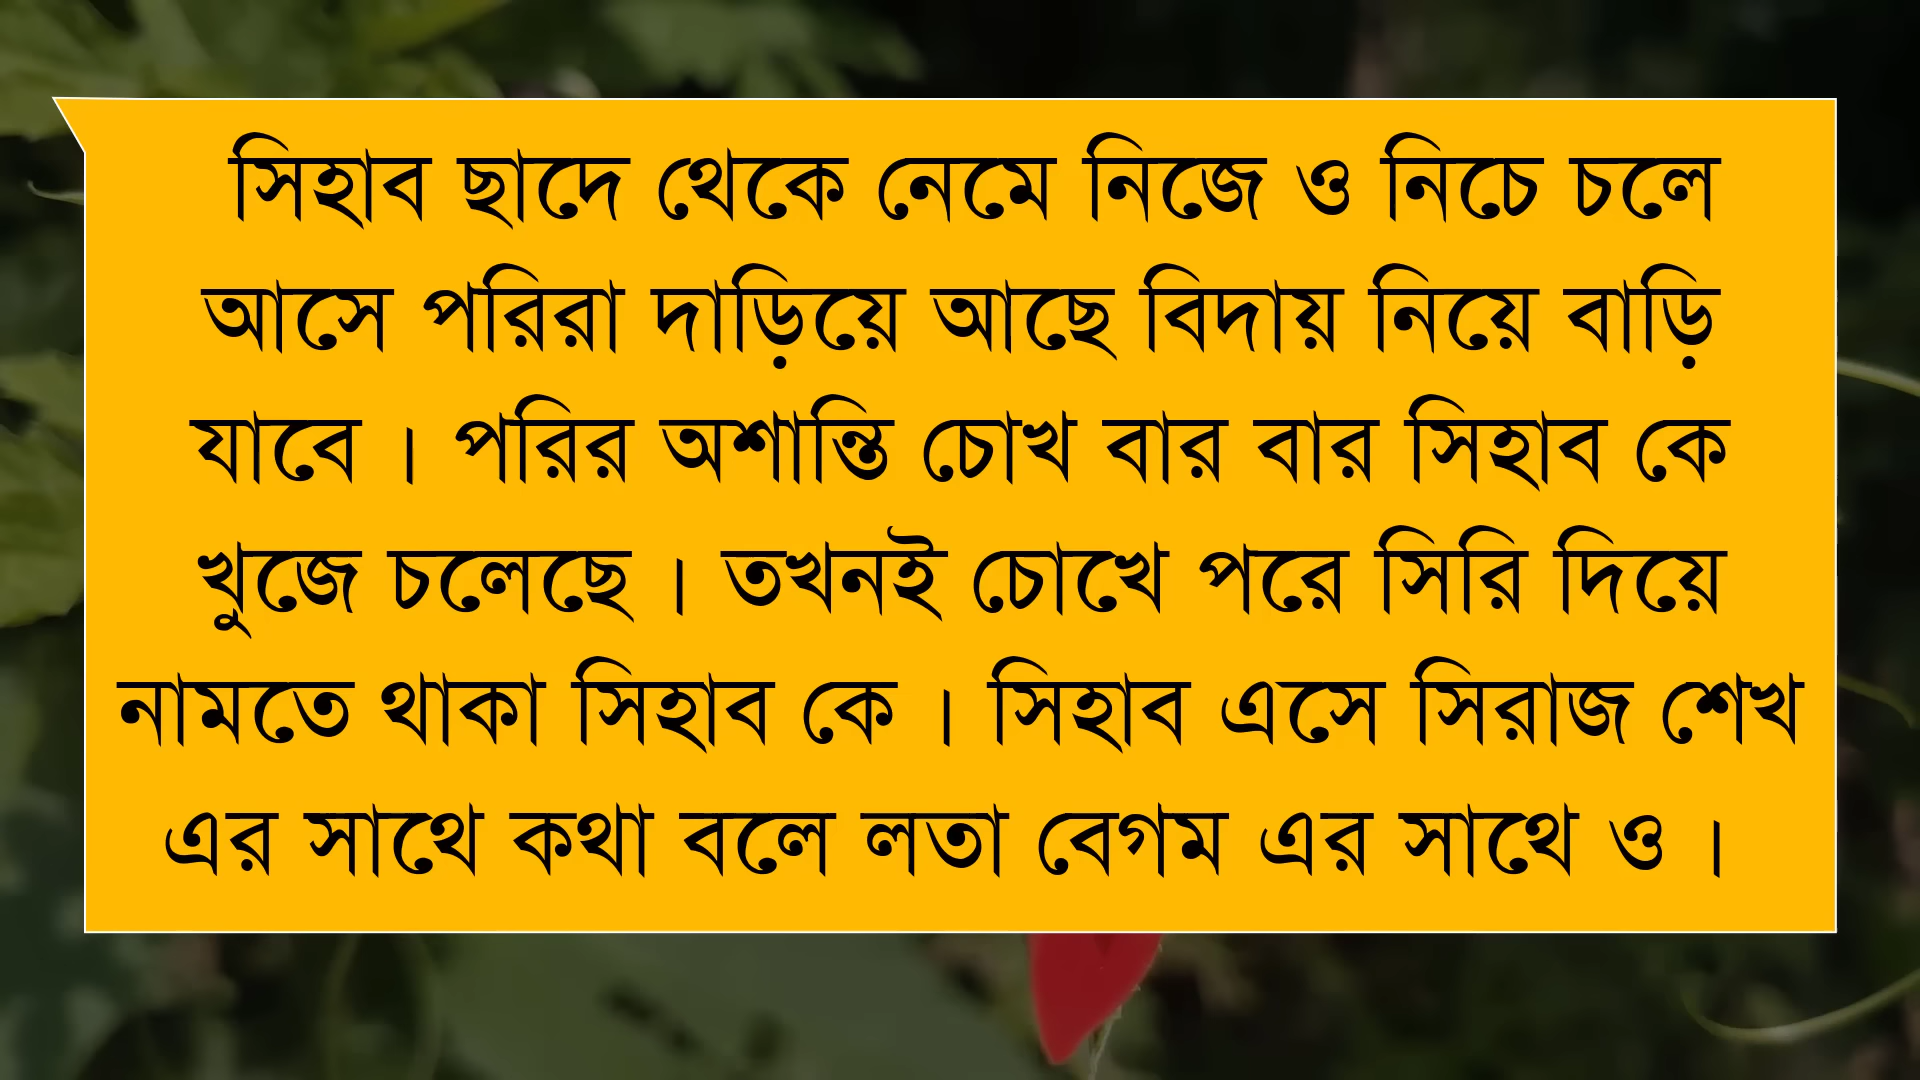 সিহাব ছাদে থেকে নেমে নিজে ও নিচে চলে
আসে পরিরা দাড়িয়ে আছে বিদায় নিয়ে বাড়ি
যাবে । পরির অশান্তি চোখ বার বার সিহাব কে
খুজে চলেছে । তখনই চোখে পরে সিরি দিয়ে
নামতে থাকা সিহাব কে । সিহাব এসে সিরাজ শেখ
এর সাথে কথা বলে লতা বেগম এর সাথে ও ।